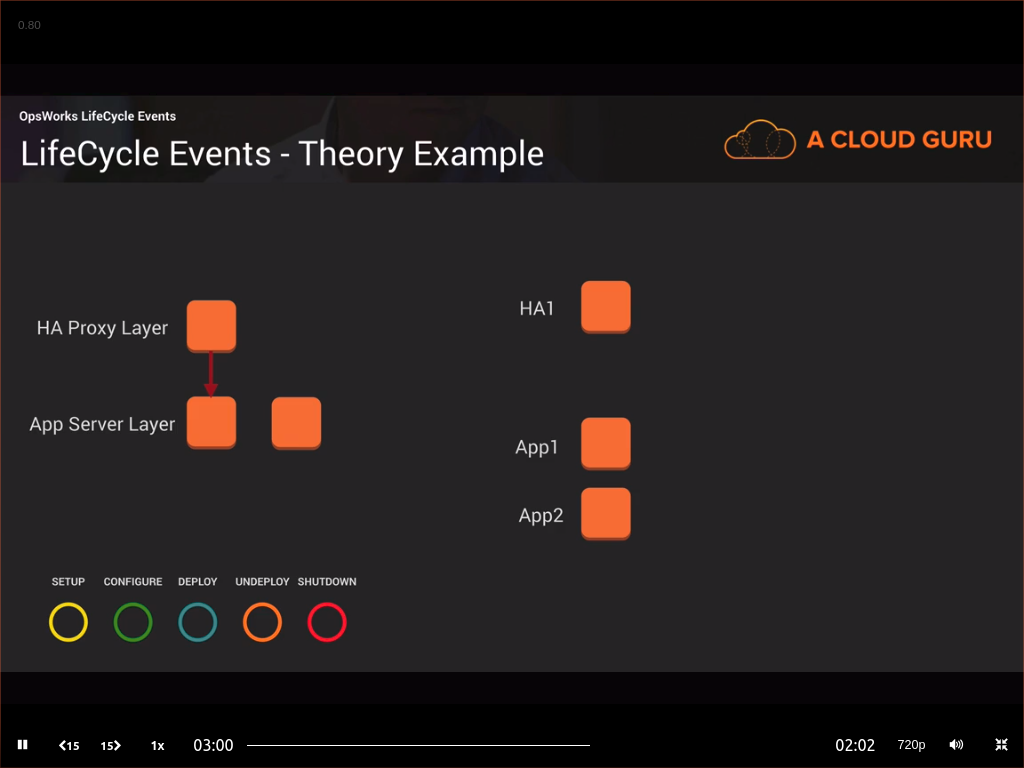 0.80
OpsWorks LifeCycle Events
LifeCycle Events - Theory Example
A CLOUD GURU
HA Proxy Layer
App Server Layer
HA1
App1
App2
SETUP CONFIGURE DEPLOY UNDEPLOY SHUTDOWN
15 15 1x 03:00 02:02 720p